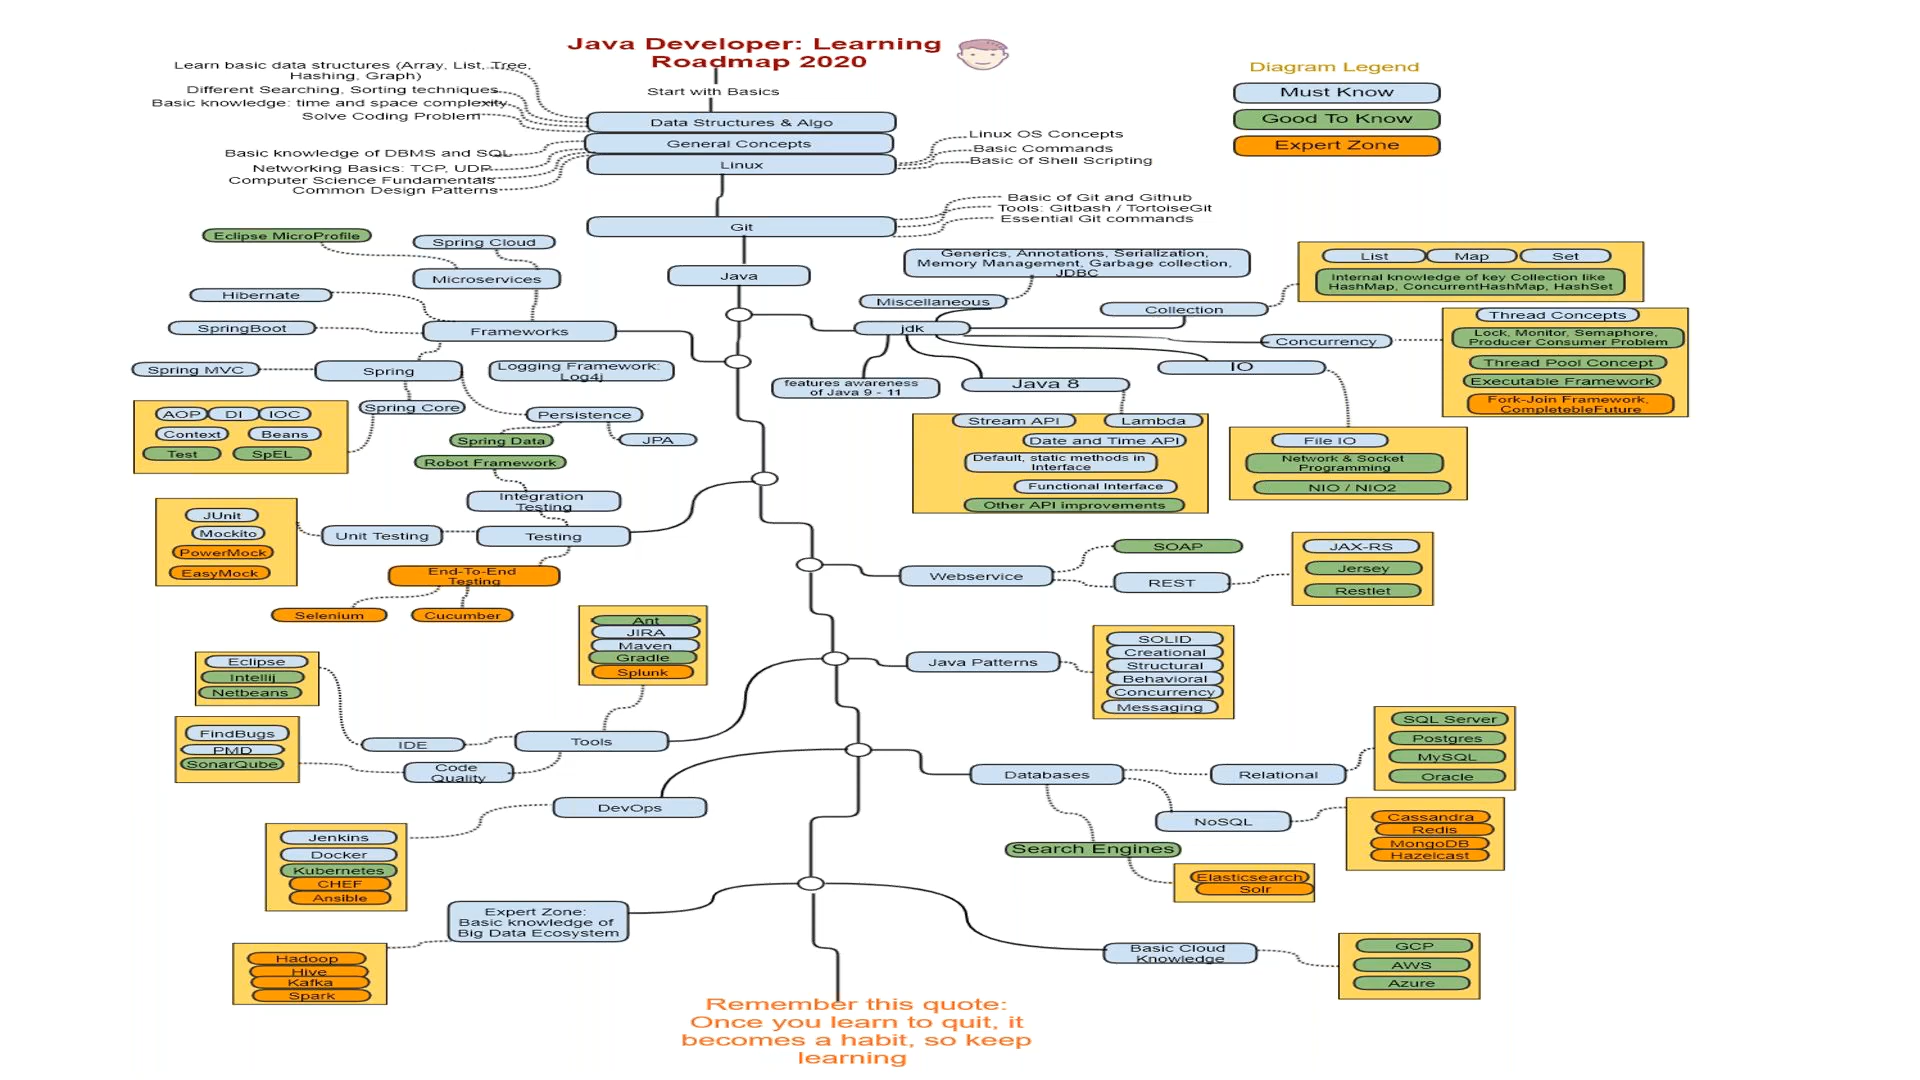 Java Developer: Learning
Roadmap 2020
Start with Basics
Learn basic data structures (Array, List, Tree,
Hashing, Graph)
Different Searching, Sorting techniques
Basic knowledge: time and space complexity
Solve Coding Problem
Data Structures & Algo
General Concepts
Linux
Basic knowledge of DBMS and SQL
Networking Basics: TCP, UDP
Computer Science Fundamentals
Common Design Patterns
Linux OS Concepts
Basic Commands
Basic of Shell Scripting
Diagram Legend
Must Know
Good To Know
Expert Zone
Git
Basic of Git and Github
Tools: Gitbash / TortoiseGit
Essential Git commands
Java
Eclipse MicroProfile
Spring Cloud
Microservices
Hibernate
SpringBoot
Frameworks
Spring MVC
Spring
Logging Framework:
Log4j
Spring Core
Persistence
AOP
DI
IOC
Context
Beans
Test
SpEL
Spring Data
JPA
Generics, Annotations, Serialization,
Memory Management, Garbage collection,
JDBC
Miscellaneous
jdk
Collection
List
Map
Set
Internal knowledge of key Collection like
HashMap, ConcurrentHashMap, HashSet
Concurrency
Thread Concepts
Lock, Monitor, Semaphore,
Producer Consumer Problem
Thread Pool Concept
Executable Framework
Fork-Join Framework,
CompletebleFuture
IO
features awareness
of Java 9 - 11
Java 8
Stream API
Lambda
Date and Time API
Default, static methods in
Interface
Functional Interface
Other API improvements
File IO
Network & Socket
Programming
NIO / NIO2
Robot Framework
Integration
Testing
JUnit
Mockito
PowerMock
EasyMock
Unit Testing
Testing
End-To-End
Testing
Selenium
Cucumber
Webservice
SOAP
REST
JAX-RS
Jersey
Restlet
Ant
JIRA
Maven
Gradle
Splunk
Java Patterns
SOLID
Creational
Structural
Behavioral
Concurrency
Messaging
Eclipse
Intellij
Netbeans
FindBugs
PMD
SonarQube
IDE
Tools
Code
Quality
DevOps
Jenkins
Docker
Kubernetes
CHEF
Ansible
Databases
Relational
SQL Server
Postgres
MySQL
Oracle
NoSQL
Cassandra
Redis
MongoDB
Hazelcast
Search Engines
Elasticsearch
Solr
Expert Zone:
Basic knowledge of
Big Data Ecosystem
Hadoop
Hive
Kafka
Spark
Basic Cloud
Knowledge
GCP
AWS
Azure
Remember this quote:
Once you learn to quit, it
becomes a habit, so keep
learning